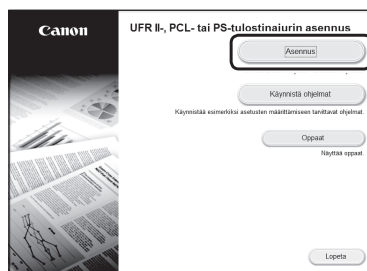 Canon
UFR II-, PCL- tai PS-tulostinajurin asennus
Asennus
Käynnistä ohjelmat
Käynnistää esimerkiksi asetusten määrittämiseen tarvittavat ohjelmat.
Oppaat
Näyttää oppaat.
Lopeta